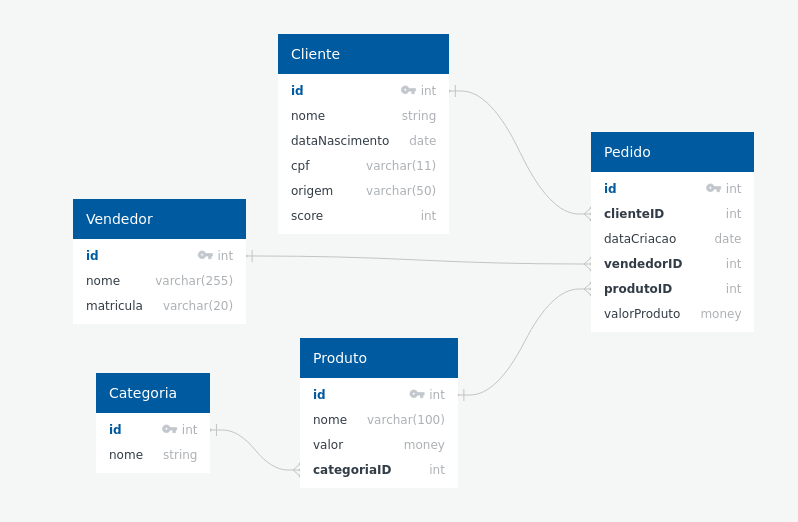 Cliente
id int
nome string
dataNascimento date
cpf varchar(11)
origem varchar(50)
score int
Pedido
id int
clienteID int
dataCriacao date
vendedorID int
produtoID int
valorProduto money
Vendedor
id int
nome varchar(255)
matricula varchar(20)
Produto
id int
nome varchar(100)
valor money
categoriaID int
Categoria
id int
nome string